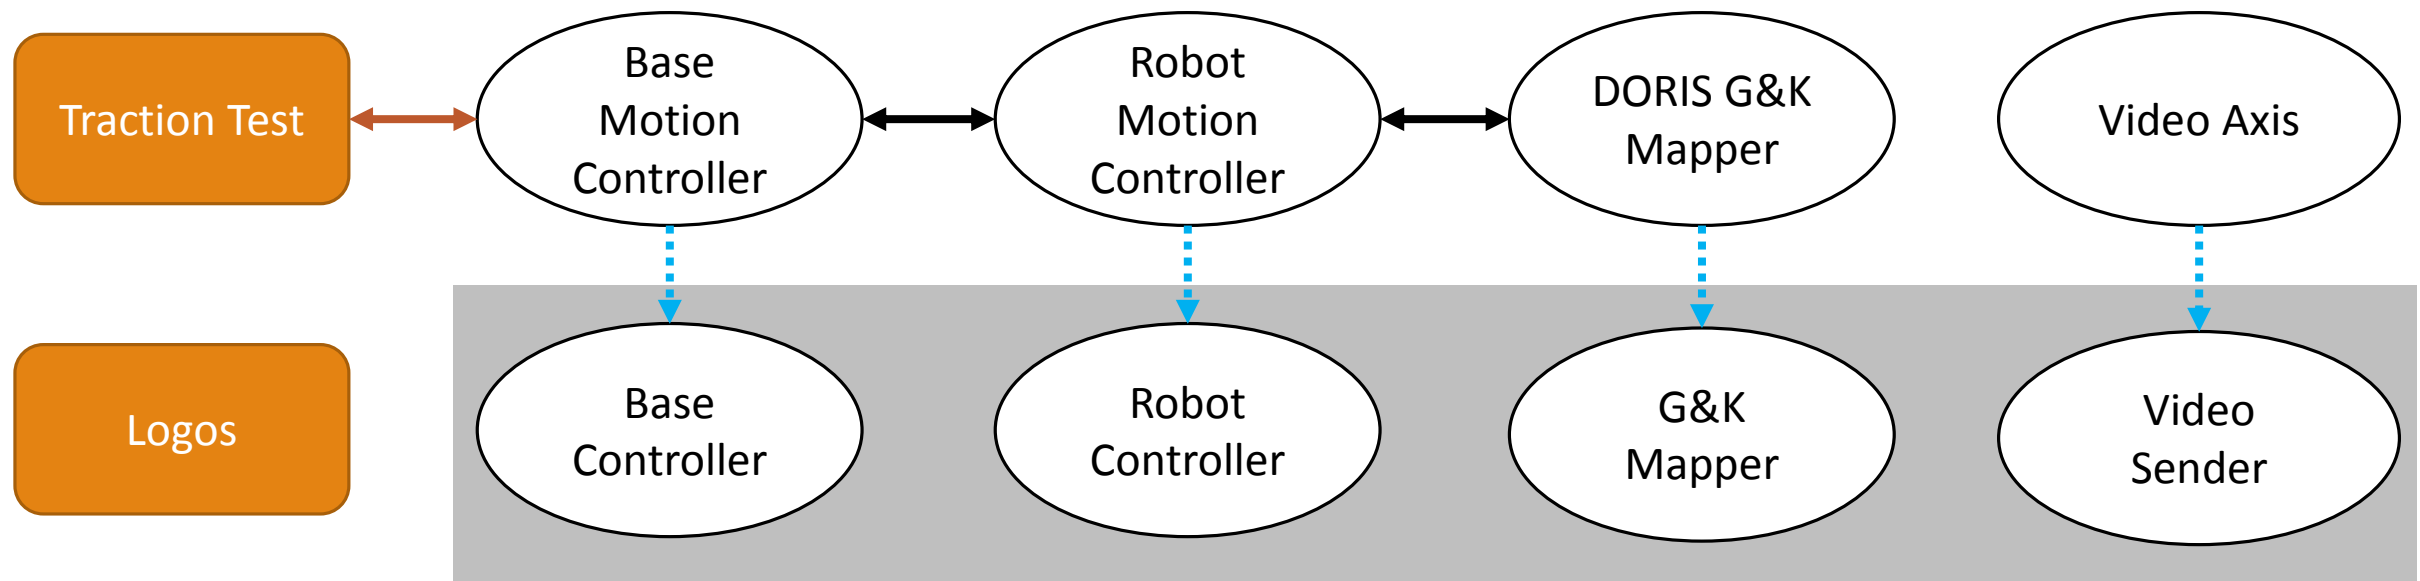 Traction Test
Base
Motion
Controller
Robot
Motion
Controller
DORIS G&K
Mapper
Video Axis
Logos
Base
Controller
Robot
Controller
G&K
Mapper
Video
Sender